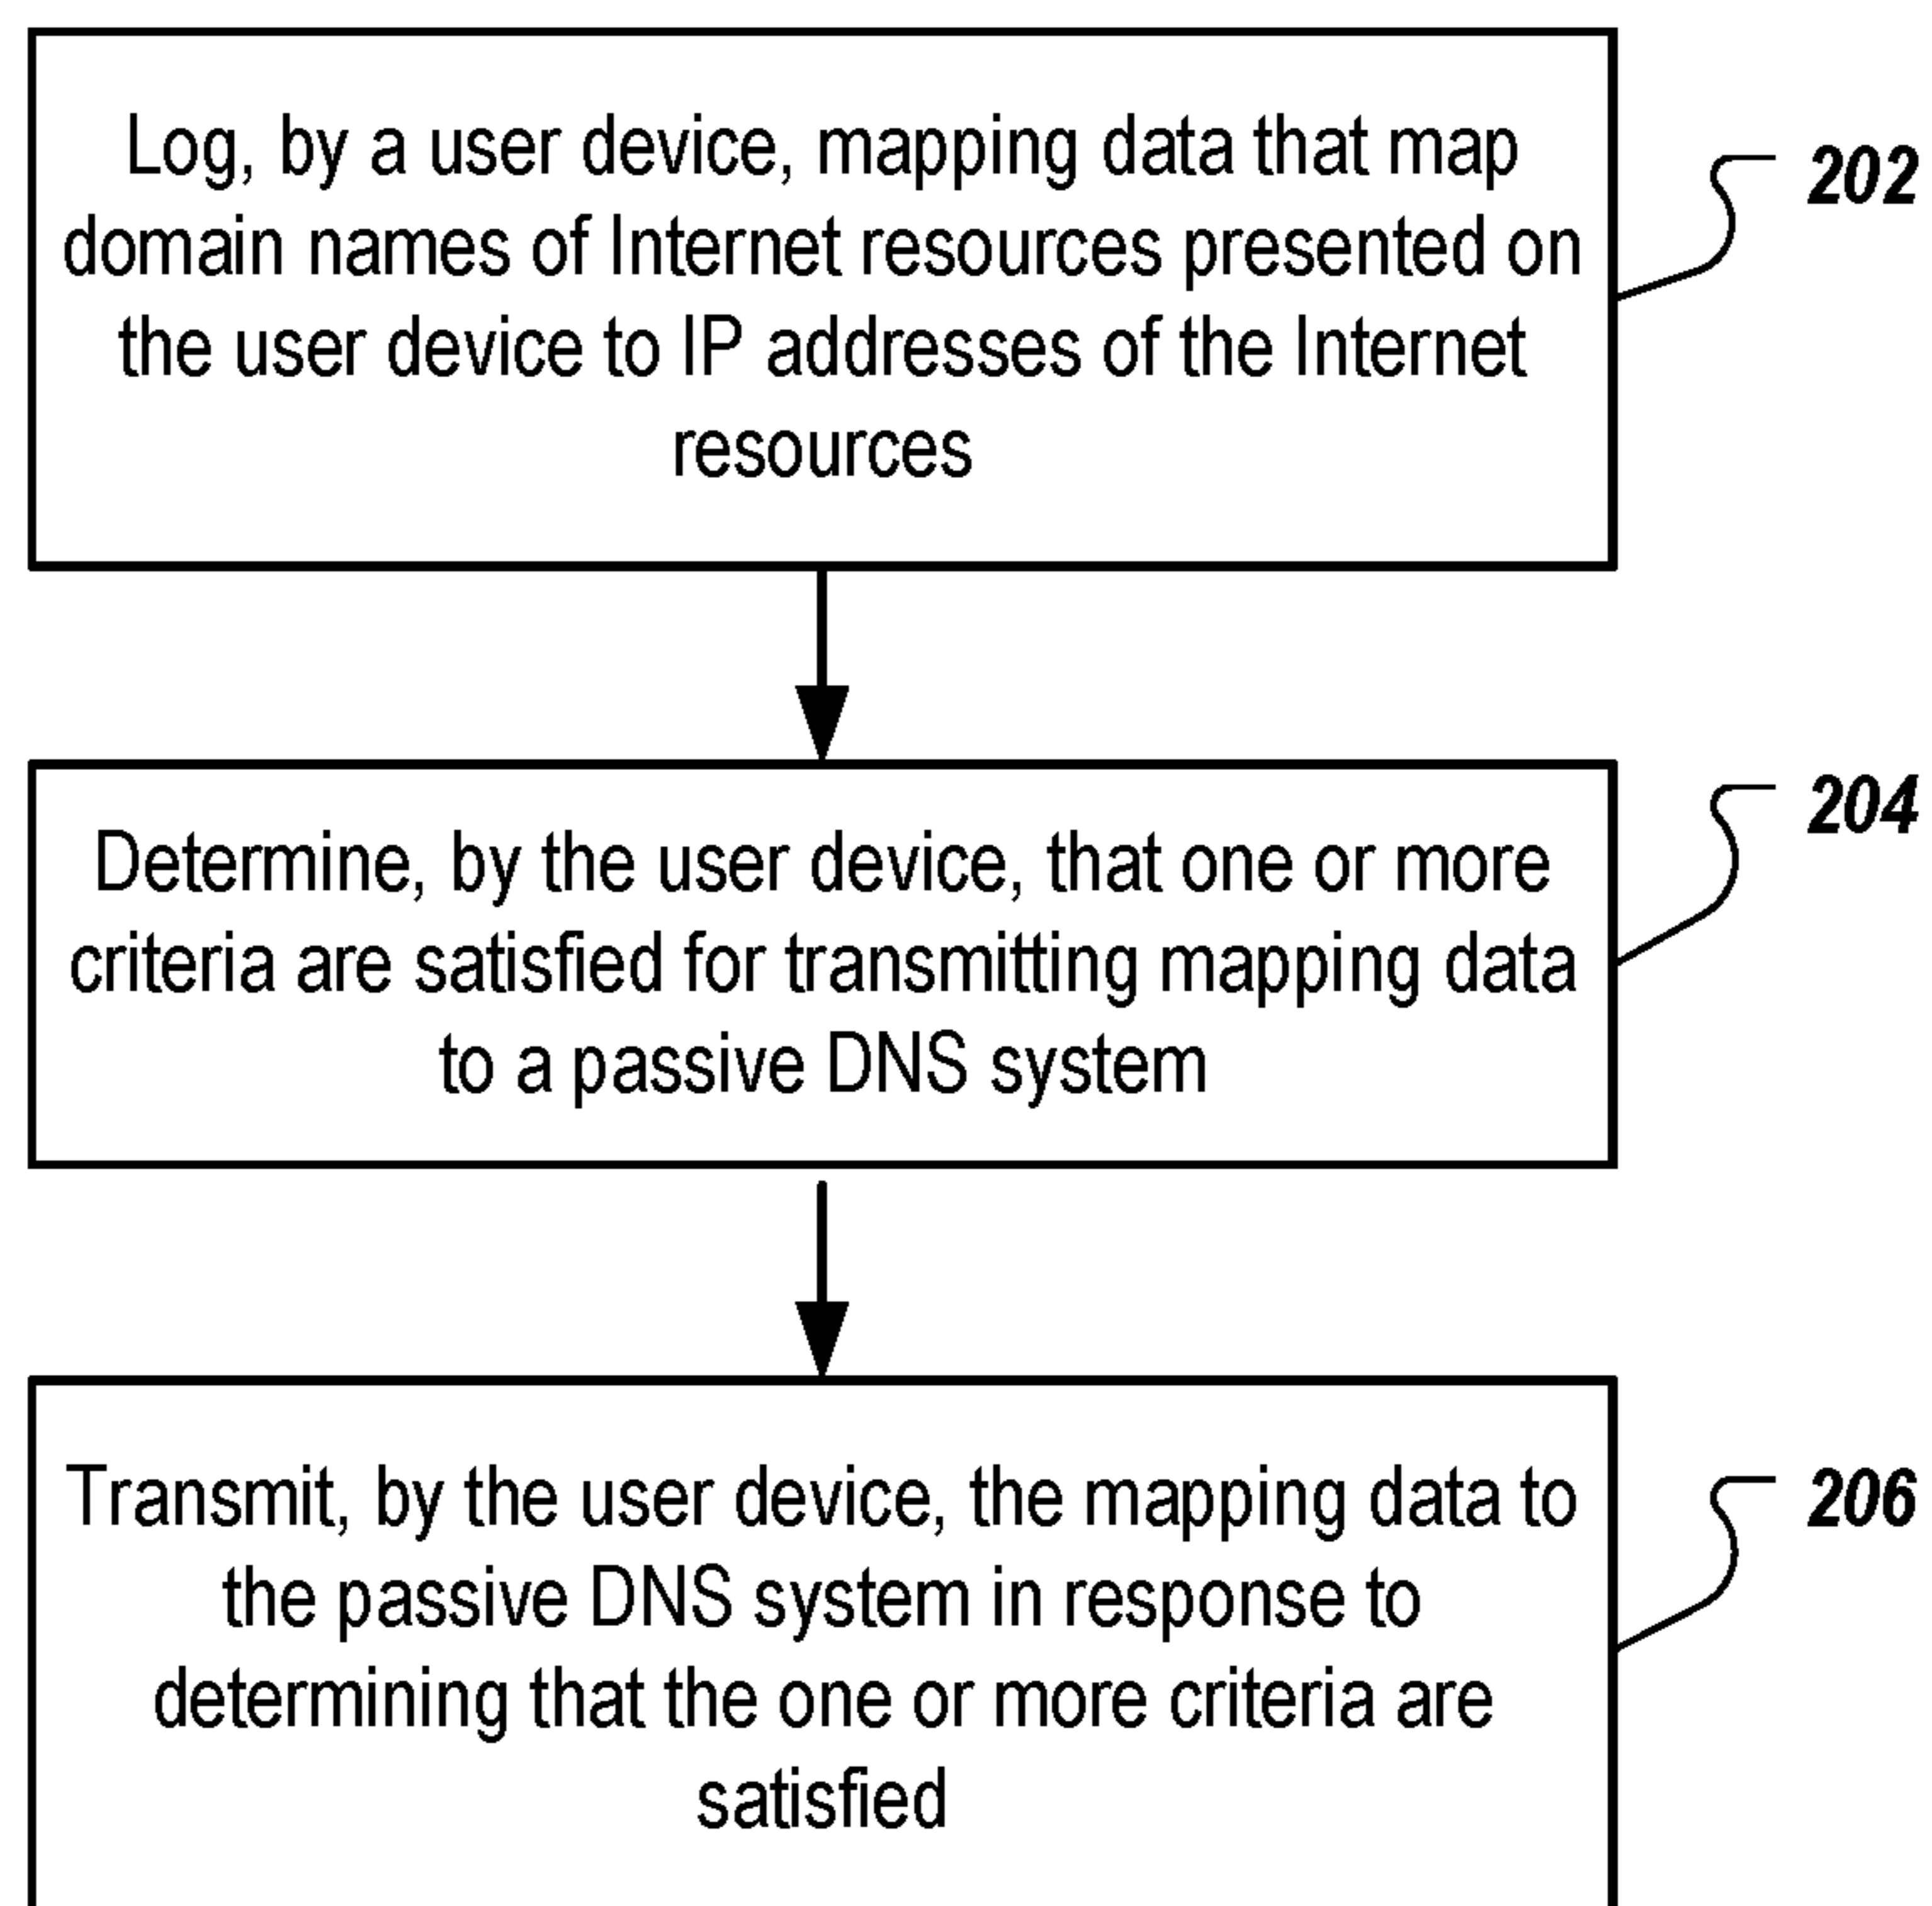 Log, by a user device, mapping data that map
domain names of Internet resources presented on
the user device to IP addresses of the Internet
resources
202
Determine, by the user device, that one or more
criteria are satisfied for transmitting mapping data
to a passive DNS system
204
Transmit, by the user device, the mapping data to
the passive DNS system in response to
determining that the one or more criteria are
satisfied
206